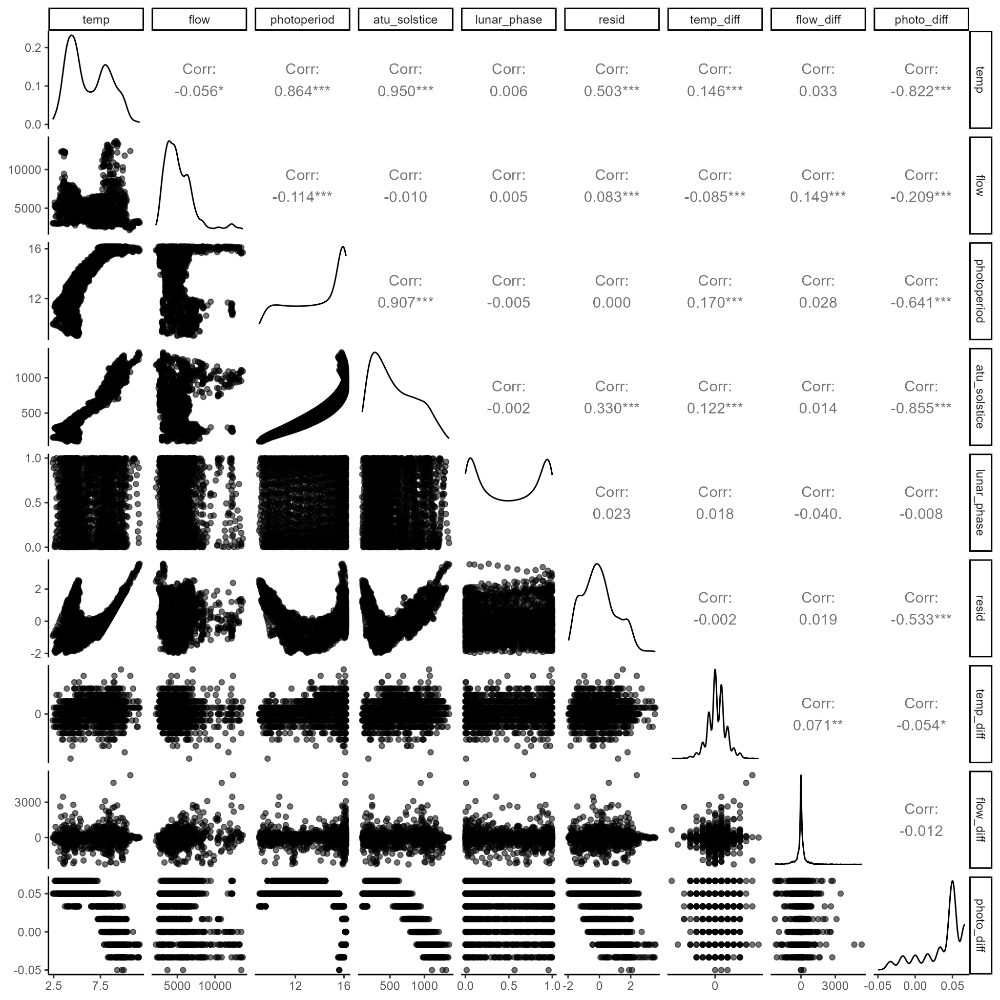 temp flow photoperiod atu_solstice lunar_phase resid temp_diff flow_diff photo_diff
0.2
0.1
0.0
Corr: Corr: Corr: Corr: Corr: Corr: Corr: Corr:
-0.056* 0.864*** 0.950*** 0.006 0.503*** 0.146*** 0.033 -0.822***
temp
10000
5000
Corr: Corr: Corr: Corr: Corr: Corr: Corr:
-0.114*** -0.010 0.005 0.083*** -0.085*** 0.149*** -0.209***
flow
16
12
Corr: Corr: Corr: Corr: Corr: Corr:
0.907*** -0.005 0.000 0.170*** 0.028 -0.641***
photoperiod
1000
500
Corr: Corr: Corr: Corr: Corr:
-0.002 0.330*** 0.122*** 0.014 -0.855***
atu_solstice
1.0
0.5
0.0
Corr: Corr: Corr: Corr:
0.023 0.018 -0.040. -0.008
lunar_phase
2
0
-2
Corr: Corr: Corr:
-0.002 0.019 -0.533***
resid
0
Corr: Corr:
0.071** -0.054*
temp_diff
3000
0
Corr:
-0.012
flow_diff
0.05
0.00
-0.05
photo_diff
2.5 7.5 5000 10000 12 16 500 1000 0.0 0.5 1.0 -2 0 2 0 0 3000 -0.05 0.00 0.05